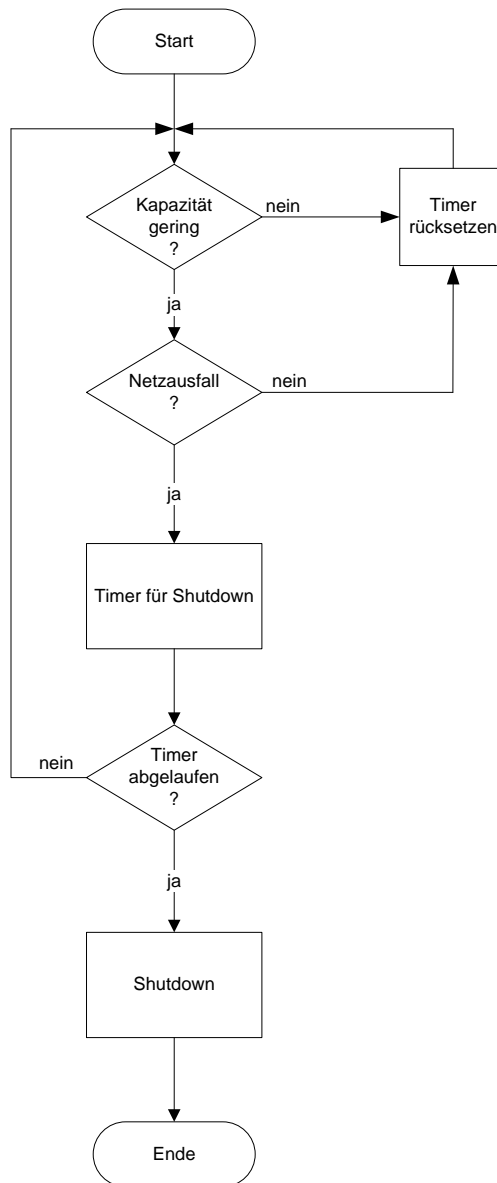 Start
Kapazität
gering
?
nein
Timer
rücksetzen
ja
Netzausfall
?
nein
ja
Timer für Shutdown
nein
Timer
abgelaufen
?
ja
Shutdown
Ende